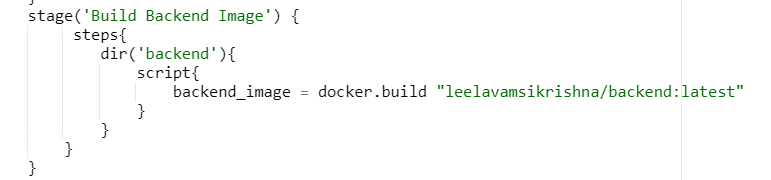 stage('Build Backend Image') {
steps{
dir('backend'){
script{
backend_image = docker.build "leelavamsikrishna/backend:latest"
}
}
}
}